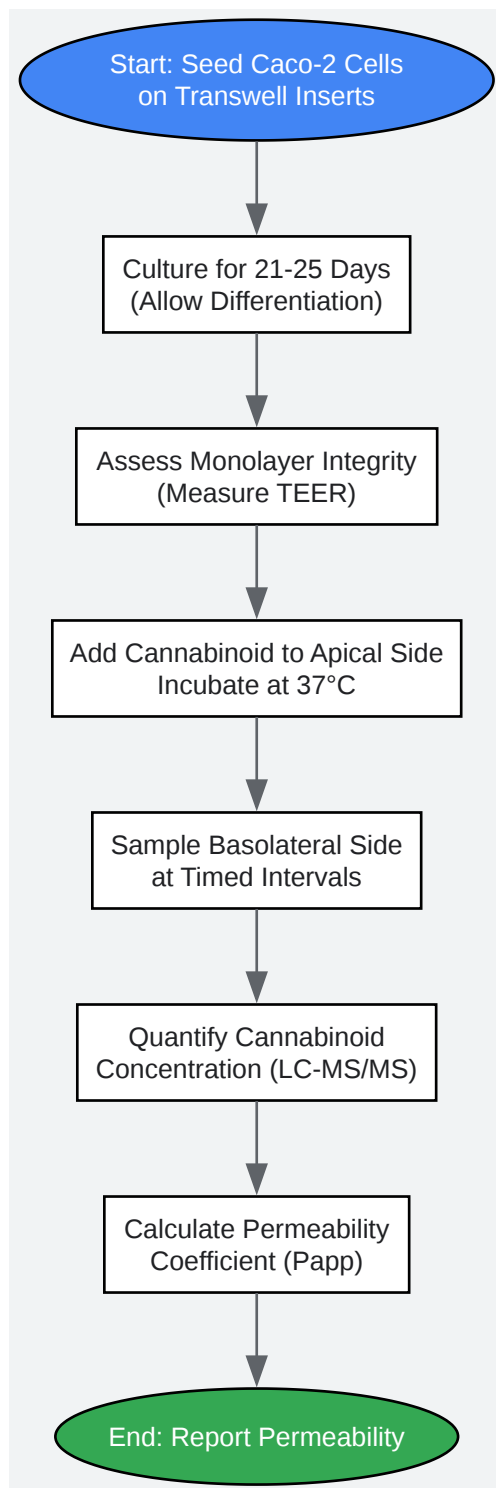 Start: Seed Caco-2 Cells
on Transwell Inserts
Culture for 21-25 Days
(Allow Differentiation)
Assess Monolayer Integrity
(Measure TEER)
Add Cannabinoid to Apical Side
Incubate at 37°C
Sample Basolateral Side
at Timed Intervals
Quantify Cannabinoid
Concentration (LC-MS/MS)
Calculate Permeability
Coefficient (Papp)
End: Report Permeability